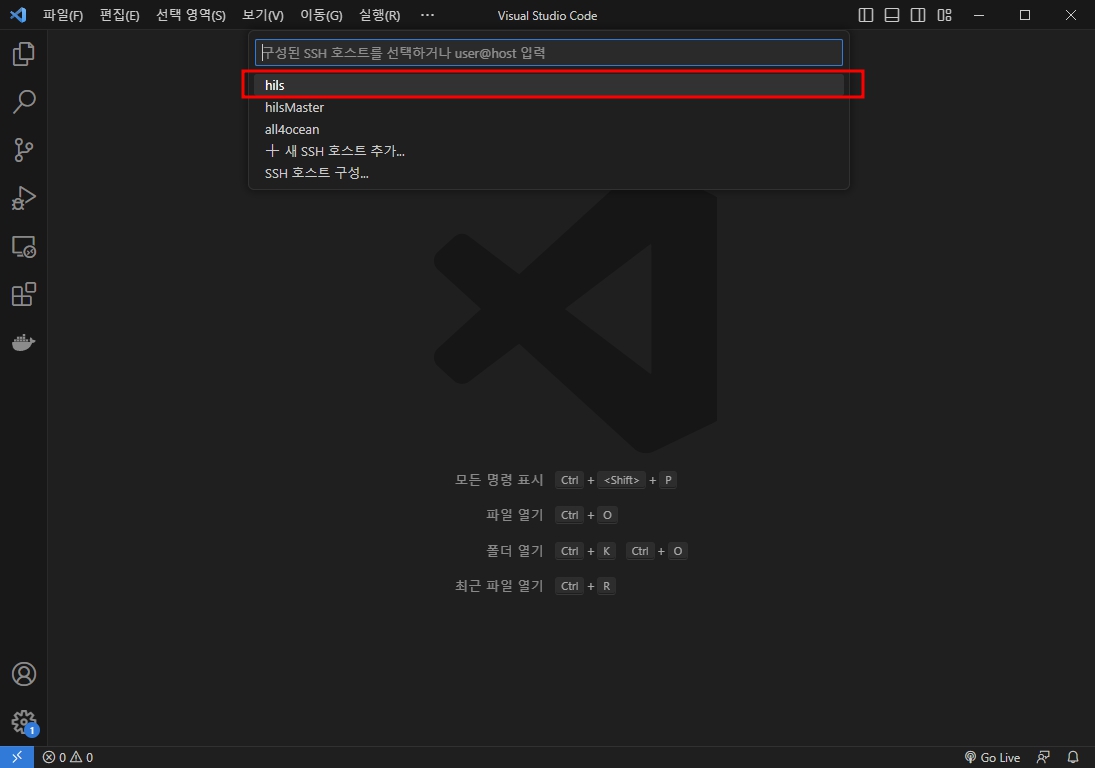 파일(F) 편집(E) 선택 영역(S) 보기(V) 이동(G) 실행(R) ··· Visual Studio Code
구성된 SSH 호스트를 선택하거나 user@host 입력
hils
hilsMaster
all4ocean
+ 새 SSH 호스트 추가...
SSH 호스트 구성...
모든 명령 표시 Ctrl + <Shift> + P
파일 열기 Ctrl + O
폴더 열기 Ctrl + K Ctrl + O
최근 파일 열기 Ctrl + R
1
0 0 Go Live